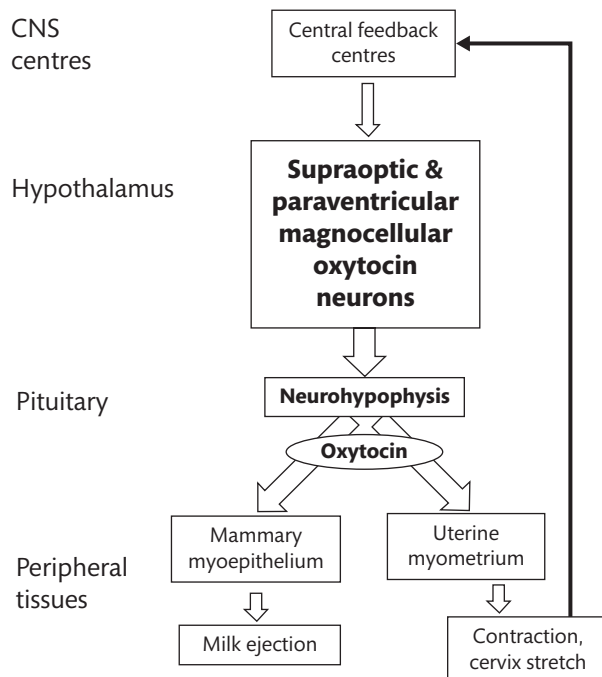 CNS
centres
Central feedback
centres
Hypothalamus
Supraoptic &
paraventricular
magnocellular
oxytocin
neurons
Pituitary
Neurohypophysis
Oxytocin
Peripheral
tissues
Mammary
myoepithelium
Uterine
myometrium
Milk ejection
Contraction,
cervix stretch